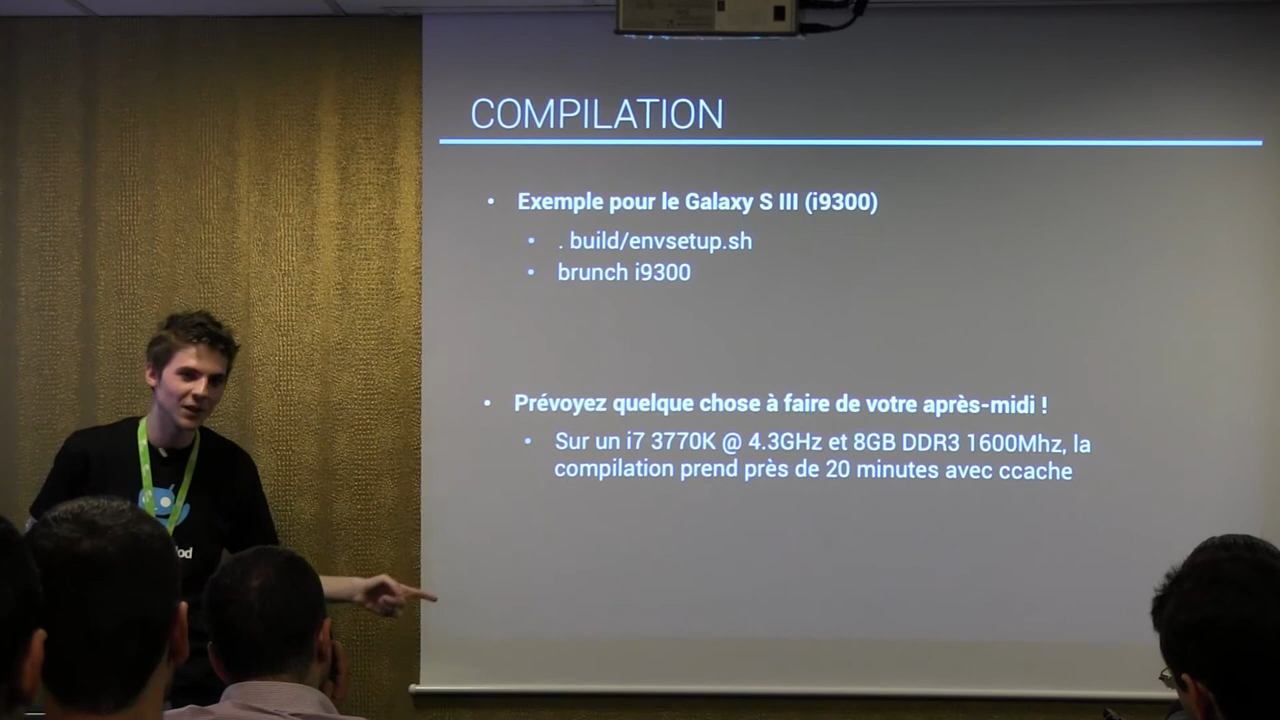 COMPILATION
• Exemple pour le Galaxy S III (i9300)
• . build/envsetup.sh
• brunch i9300
• Prévoyez quelque chose à faire de votre après-midi !
• Sur un i7 3770K @ 4.3GHz et 8GB DDR3 1600Mhz, la
compilation prend près de 20 minutes avec ccache